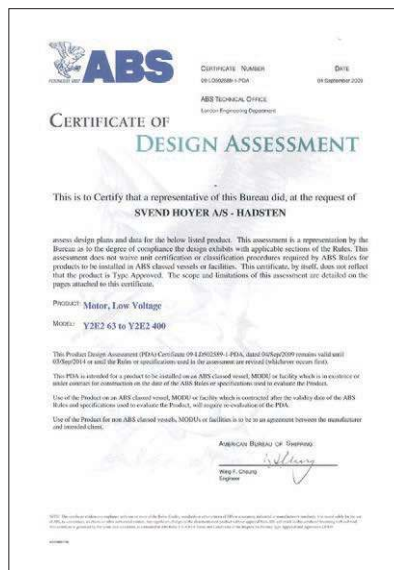 ABS
FOUNDED 1862
CERTIFICATE NUMBER DATE
09-LD502589-1-PDA 04 September 2009
ABS TECHNICAL OFFICE
London Engineering Department
CERTIFICATE OF
DESIGN ASSESSMENT
This is to Certify that a representative of this Bureau did, at the request of
SVEND HOYER A/S - HADSTEN
assess design plans and data for the below listed product. This assessment is a representation by the
Bureau as to the degree of compliance the design exhibits with applicable sections of the Rules. This
assessment does not waive unit certification or classification procedures required by ABS Rules for
products to be installed in ABS classed vessels or facilities. This certificate, by itself, does not reflect
that the product is Type Approved. The scope and limitations of this assessment are detailed on the
pages attached to this certificate.
PRODUCT: Motor, Low Voltage
MODEL: Y2E2 63 to Y2E2 400
This Product Design Assessment (PDA) Certificate 09-LD502589-1-PDA, dated 04/Sep/2009 remains valid until
03/Sep/2014 or until the Rules or specifications used in the assessment are revised (whichever occurs first).
This PDA is intended for a product to be installed on an ABS classed vessel, MODU or facility which is in existence or
under contract for construction on the date of the ABS Rules or specifications used to evaluate the Product.
Use of the Product on an ABS classed vessel, MODU or facility which is contracted after the validity date of the ABS
Rules and specifications used to evaluate the Product, will require re-evaluation of the PDA.
Use of the Product for non ABS classed vessels, MODUs or facilities is to be to an agreement between the manufacturer
and intended client.
AMERICAN BUREAU OF SHIPPING
Wing F. Cheung
Engineer